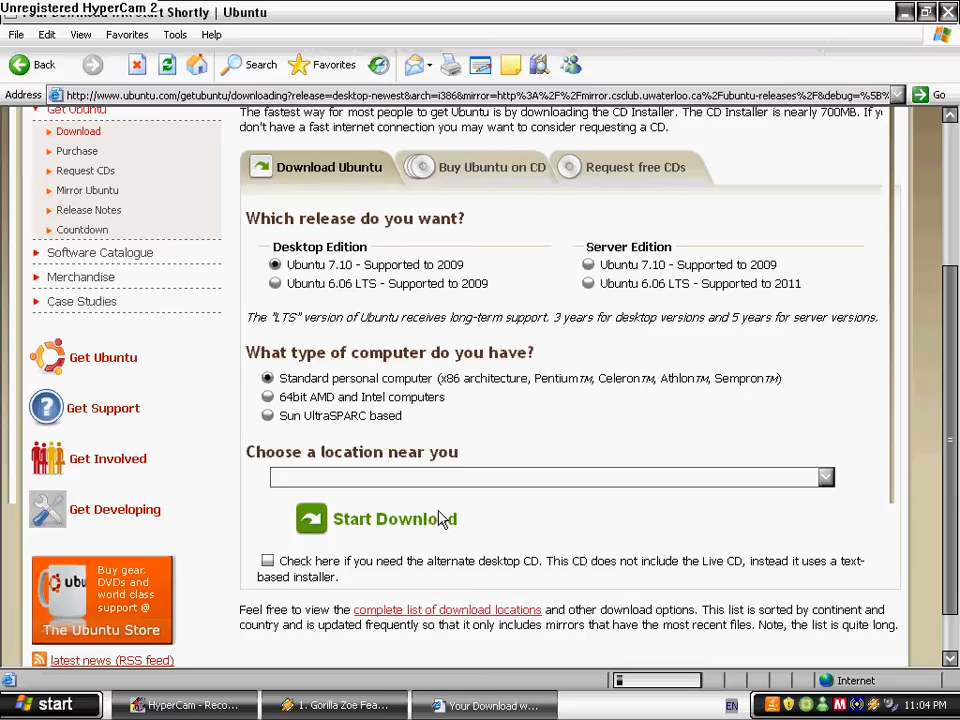 Unregistered HyperCam 2
Start Shortly | Ubuntu
File Edit View Favorites Tools Help
Back Search Favorites
Address http://www.ubuntu.com/getubuntu/downloading?release=desktop-newest&arch=i386&mirror=http%3A%2F%2Fmirror.csclub.uwaterloo.ca%2Fubuntu-releases%2F&debug=%5B% Go
Get Ubuntu
Download
Purchase
Request CDs
Mirror Ubuntu
Release Notes
Countdown
Software Catalogue
Merchandise
Case Studies
Get Ubuntu
Get Support
Get Involved
Get Developing
ubu
Buy gear,
DVDs and
world class
support @
The Ubuntu Store
latest news (RSS feed)
The fastest way for most people to get Ubuntu is by downloading the CD Installer. The CD Installer is nearly 700MB. If
don't have a fast internet connection you may want to consider requesting a CD.
Download Ubuntu Buy Ubuntu on CD Request free CDs
Which release do you want?
Desktop Edition Server Edition
Ubuntu 7.10 - Supported to 2009 Ubuntu 7.10 - Supported to 2009
Ubuntu 6.06 LTS - Supported to 2009 Ubuntu 6.06 LTS - Supported to 2011
The "LTS" version of Ubuntu receives long-term support. 3 years for desktop versions and 5 years for server versions.
What type of computer do you have?
Standard personal computer (x86 architecture, Pentium™, Celeron™, Athlon™, Sempron™)
64bit AMD and Intel computers
Sun UltraSPARC based
Choose a location near you
Start Download
Check here if you need the alternate desktop CD. This CD does not include the Live CD, instead it uses a text-
based installer.
Feel free to view the complete list of download locations and other download options. This list is sorted by continent and
country and is updated frequently so that it only includes mirrors that have the most recent files. Note, the list is quite long.
Internet
start HyperCam - Reco... 1. Gorilla Zoe Fea... Your Download w... EN 11:04 PM